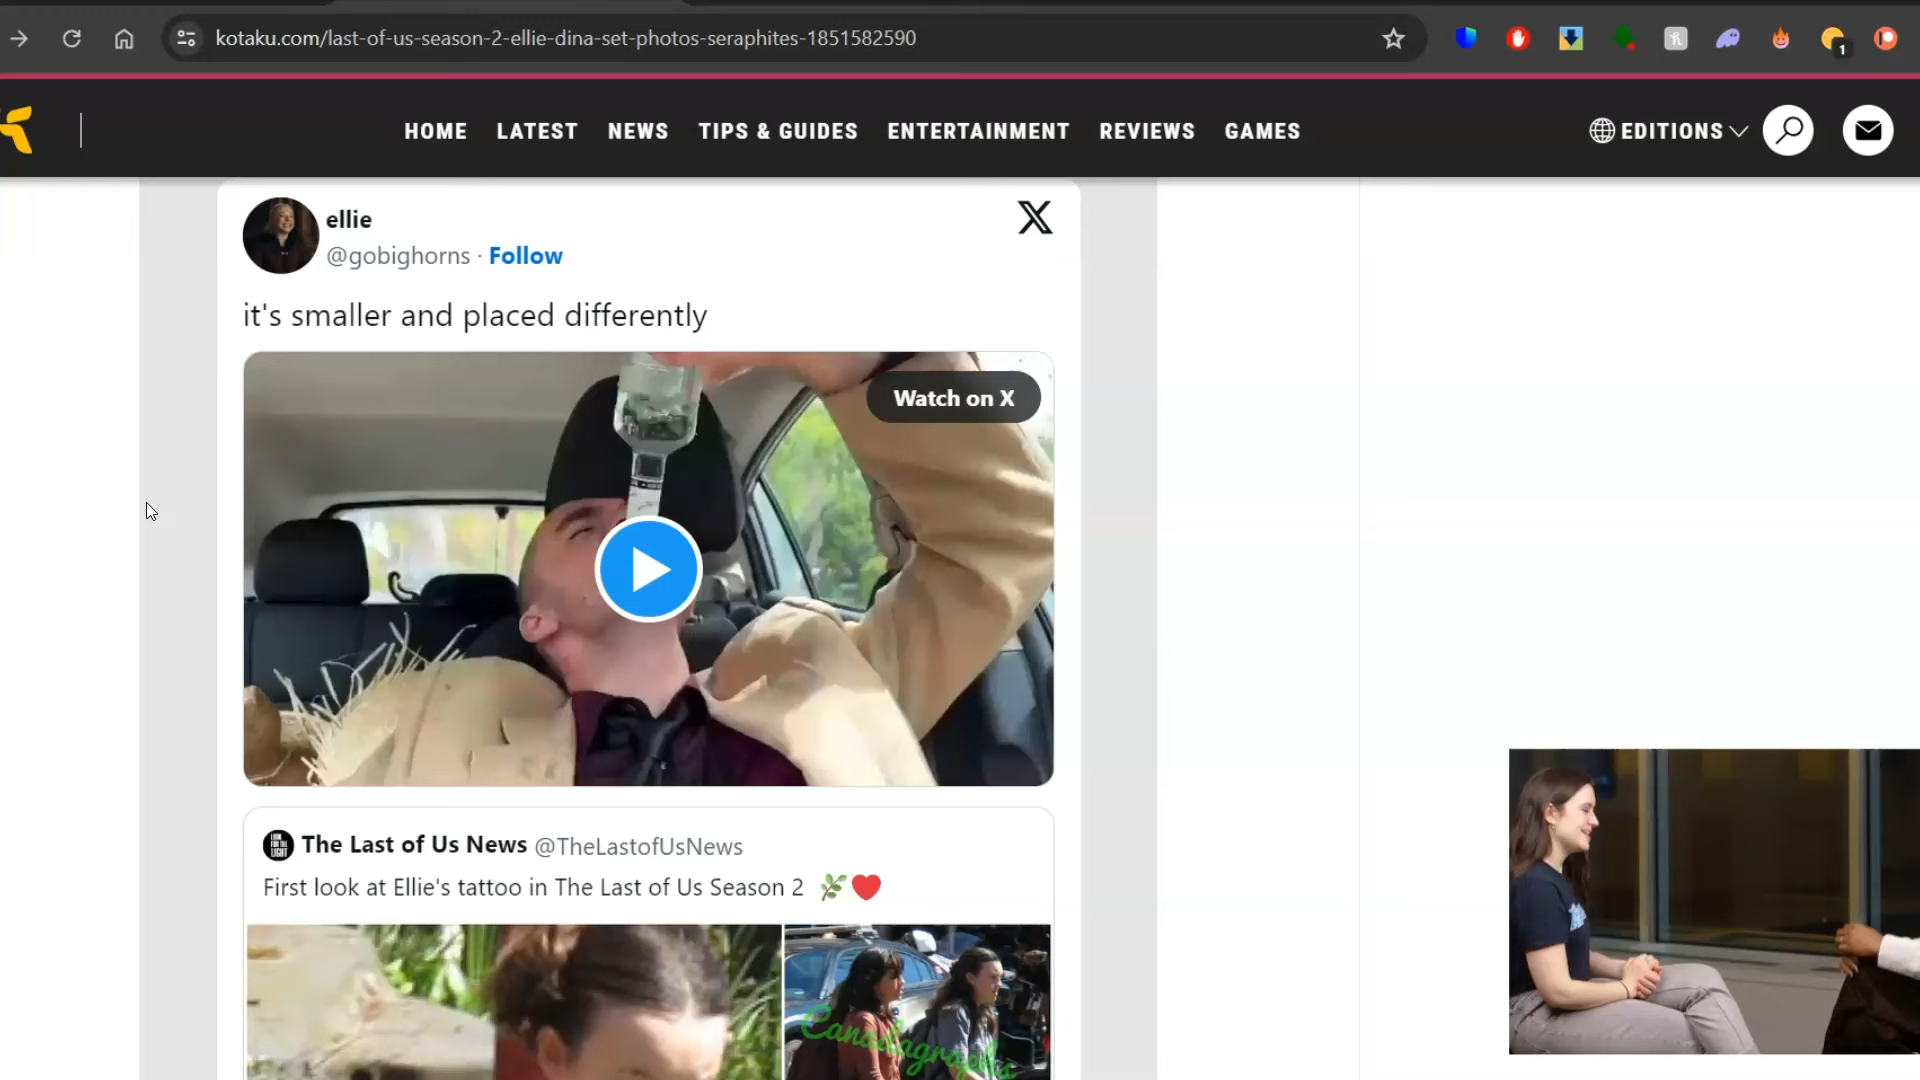 kotaku.com/last-of-us-season-2-ellie-dina-set-photos-seraphites-1851582590
1
HOME LATEST NEWS TIPS & GUIDES ENTERTAINMENT REVIEWS GAMES
EDITIONS
ellie
@gobighorns · Follow
it's smaller and placed differently
Watch on X
The Last of Us News @TheLastofUsNews
First look at Ellie's tattoo in The Last of Us Season 2 🌿❤️
Canadagraphs